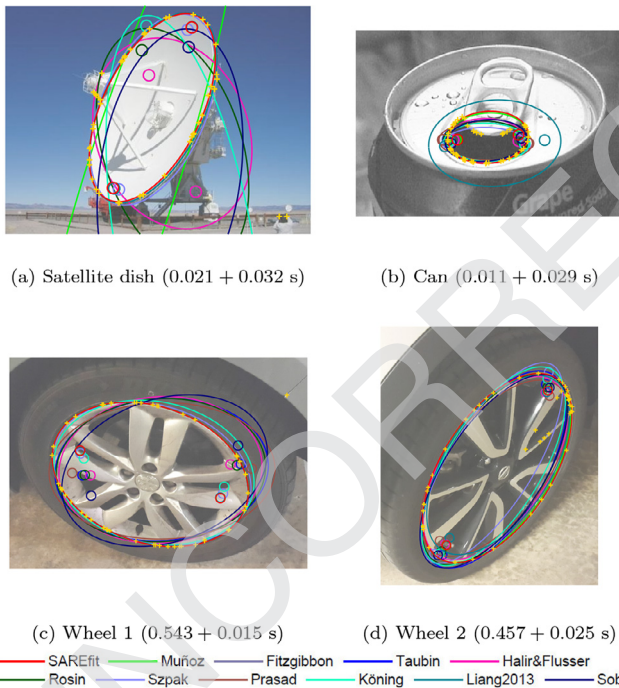 Grape
(a) Satellite dish (0.021 + 0.032 s)
(b) Can (0.011 + 0.029 s)
(c) Wheel 1 (0.543 + 0.015 s)
(d) Wheel 2 (0.457 + 0.025 s)
SAREfit Muñoz Fitzgibbon Taubin Halir&Flusser
Rosin Szpak Prasad Köning Liang2013 Sob